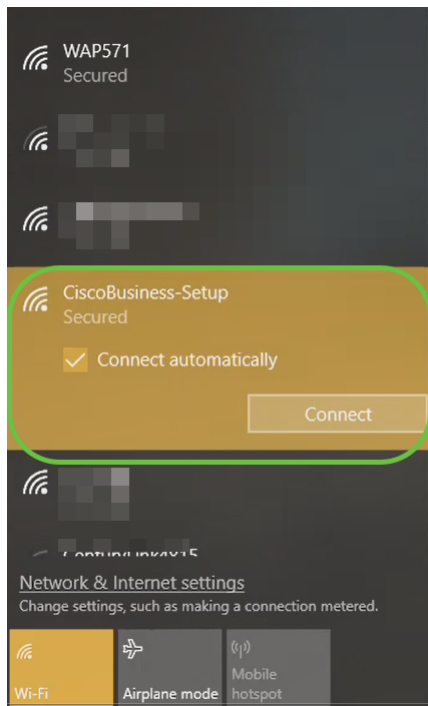 WAP571
Secured
CiscoBusiness-Setup
Secured
Connect automatically
Connect
CenturyLink4x15
Network & Internet settings
Change settings, such as making a connection metered.
Wi-Fi
Airplane mode
Mobile
hotspot